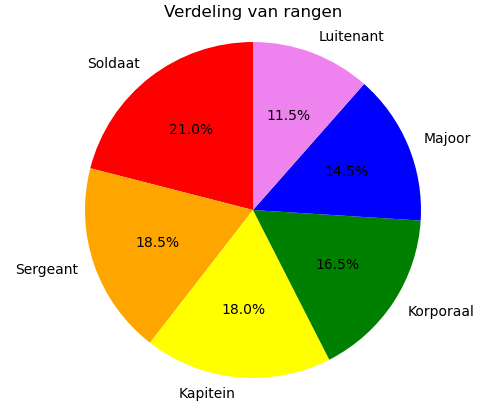 Verdeling van rangen
Luitenant
Soldaat
11.5%
21.0%
Majoor
14.5%
18.5%
16.5%
Sergeant
18.0%
Korporaal
Kapitein